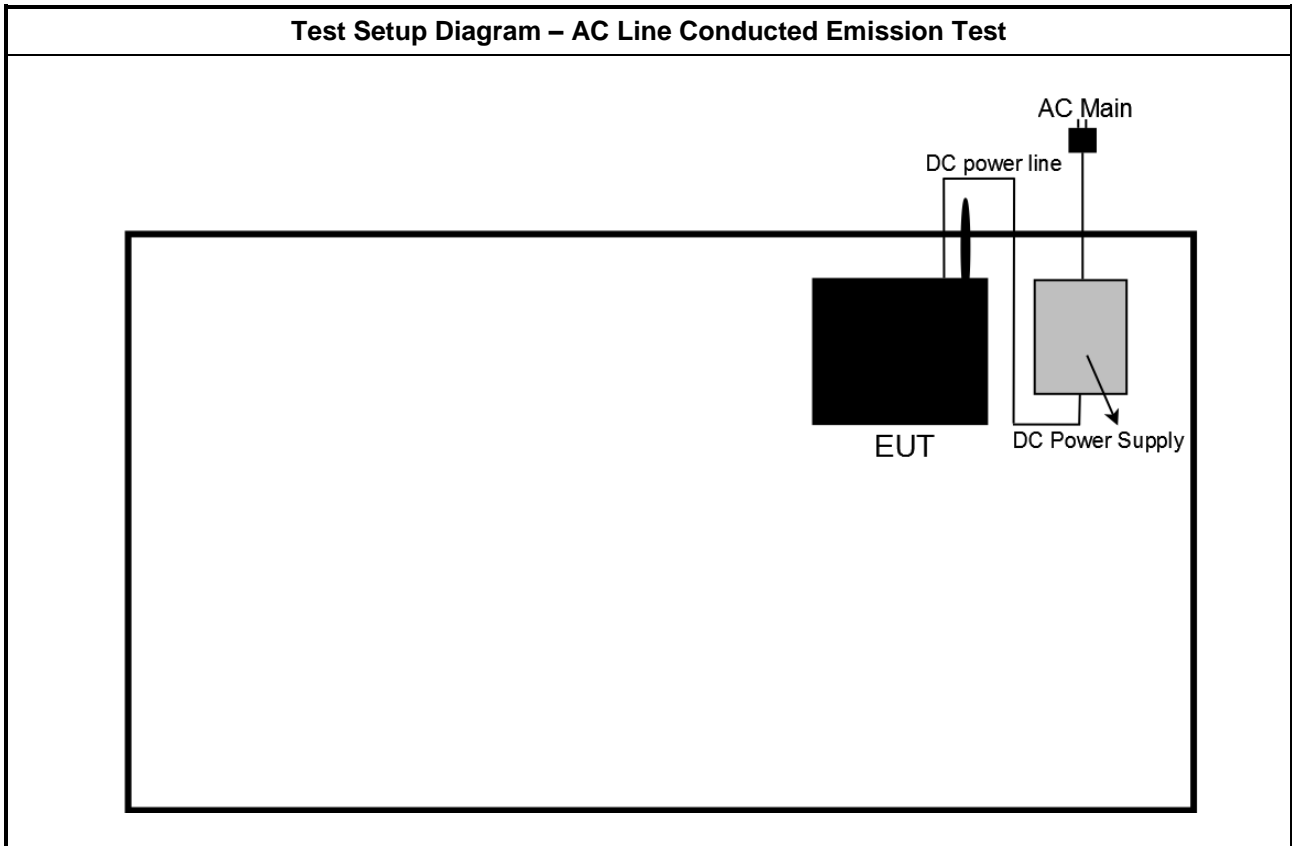 Test Setup Diagram – AC Line Conducted Emission Test
AC Main
DC power line
EUT
DC Power Supply